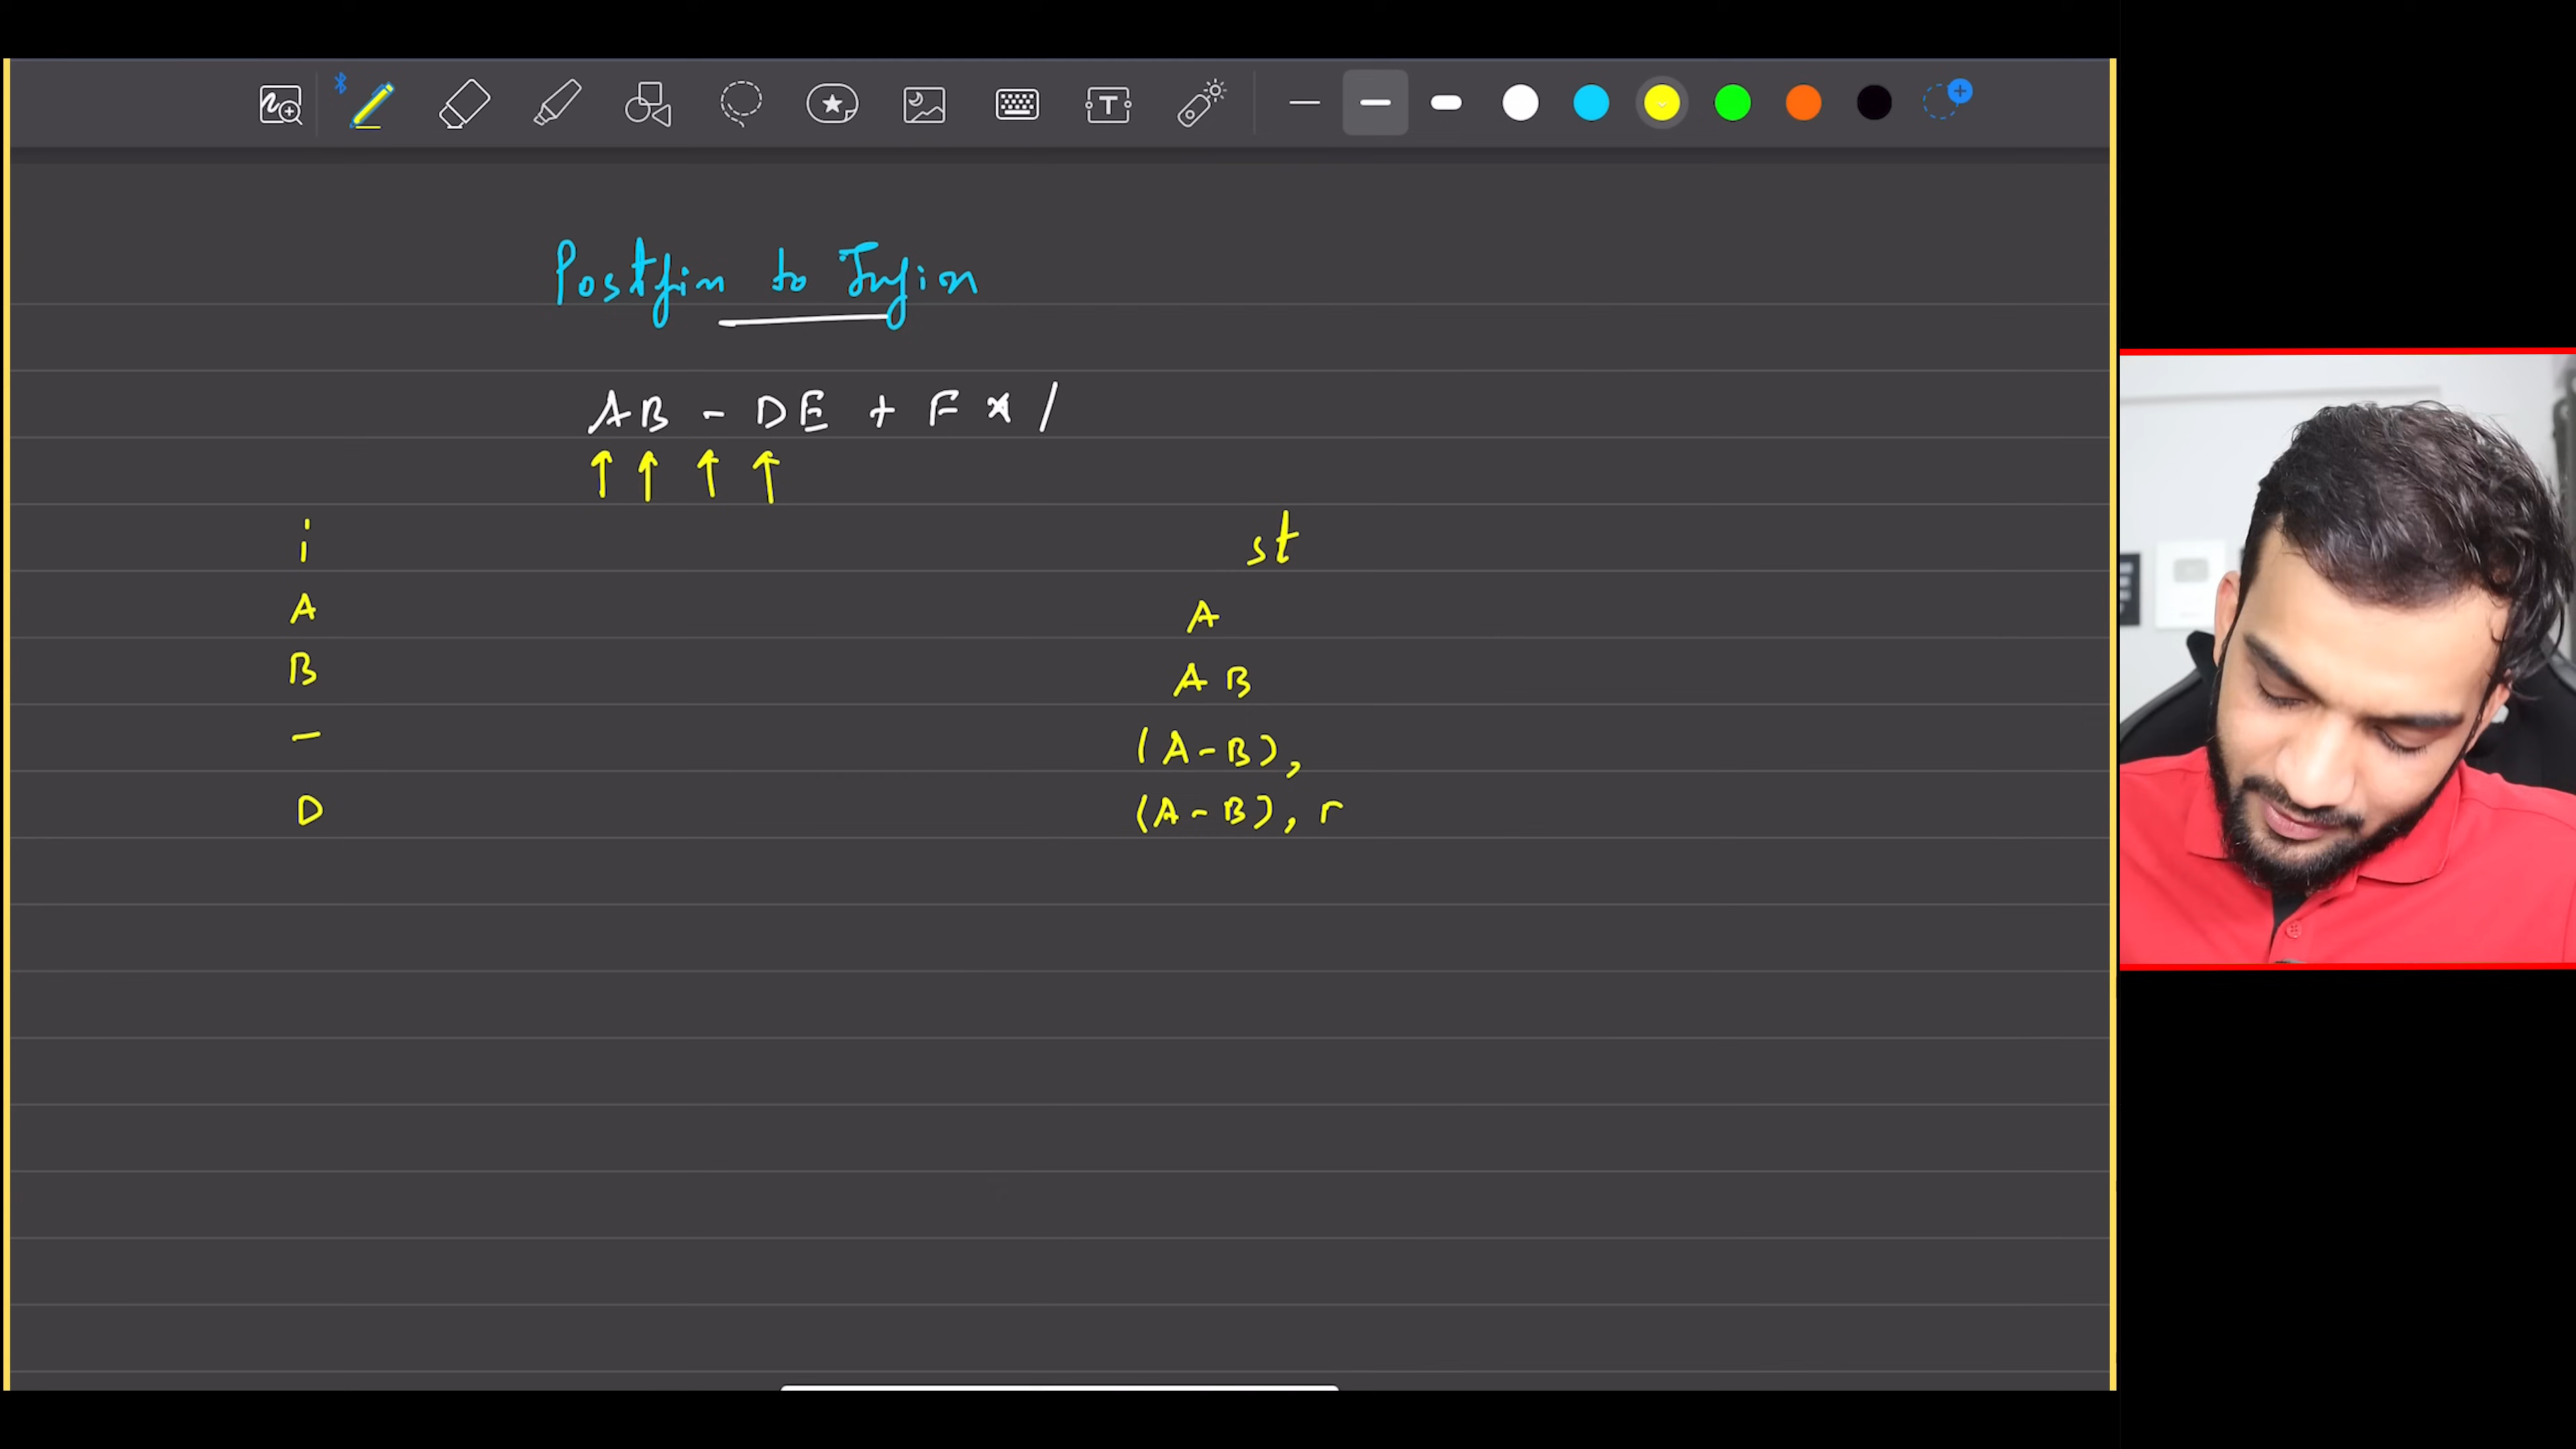 Postfix to Infix
AB - DE + F * /
i st
A A
B A B
- (A-B),
D (A-B),